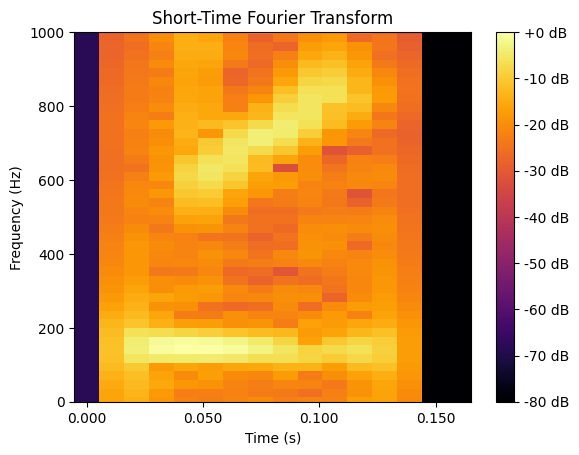 Short-Time Fourier Transform
1000
800
600
400
200
0
Frequency (Hz)
0.000
0.050
0.100
0.150
Time (s)
+0 dB
-10 dB
-20 dB
-30 dB
-40 dB
-50 dB
-60 dB
-70 dB
-80 dB